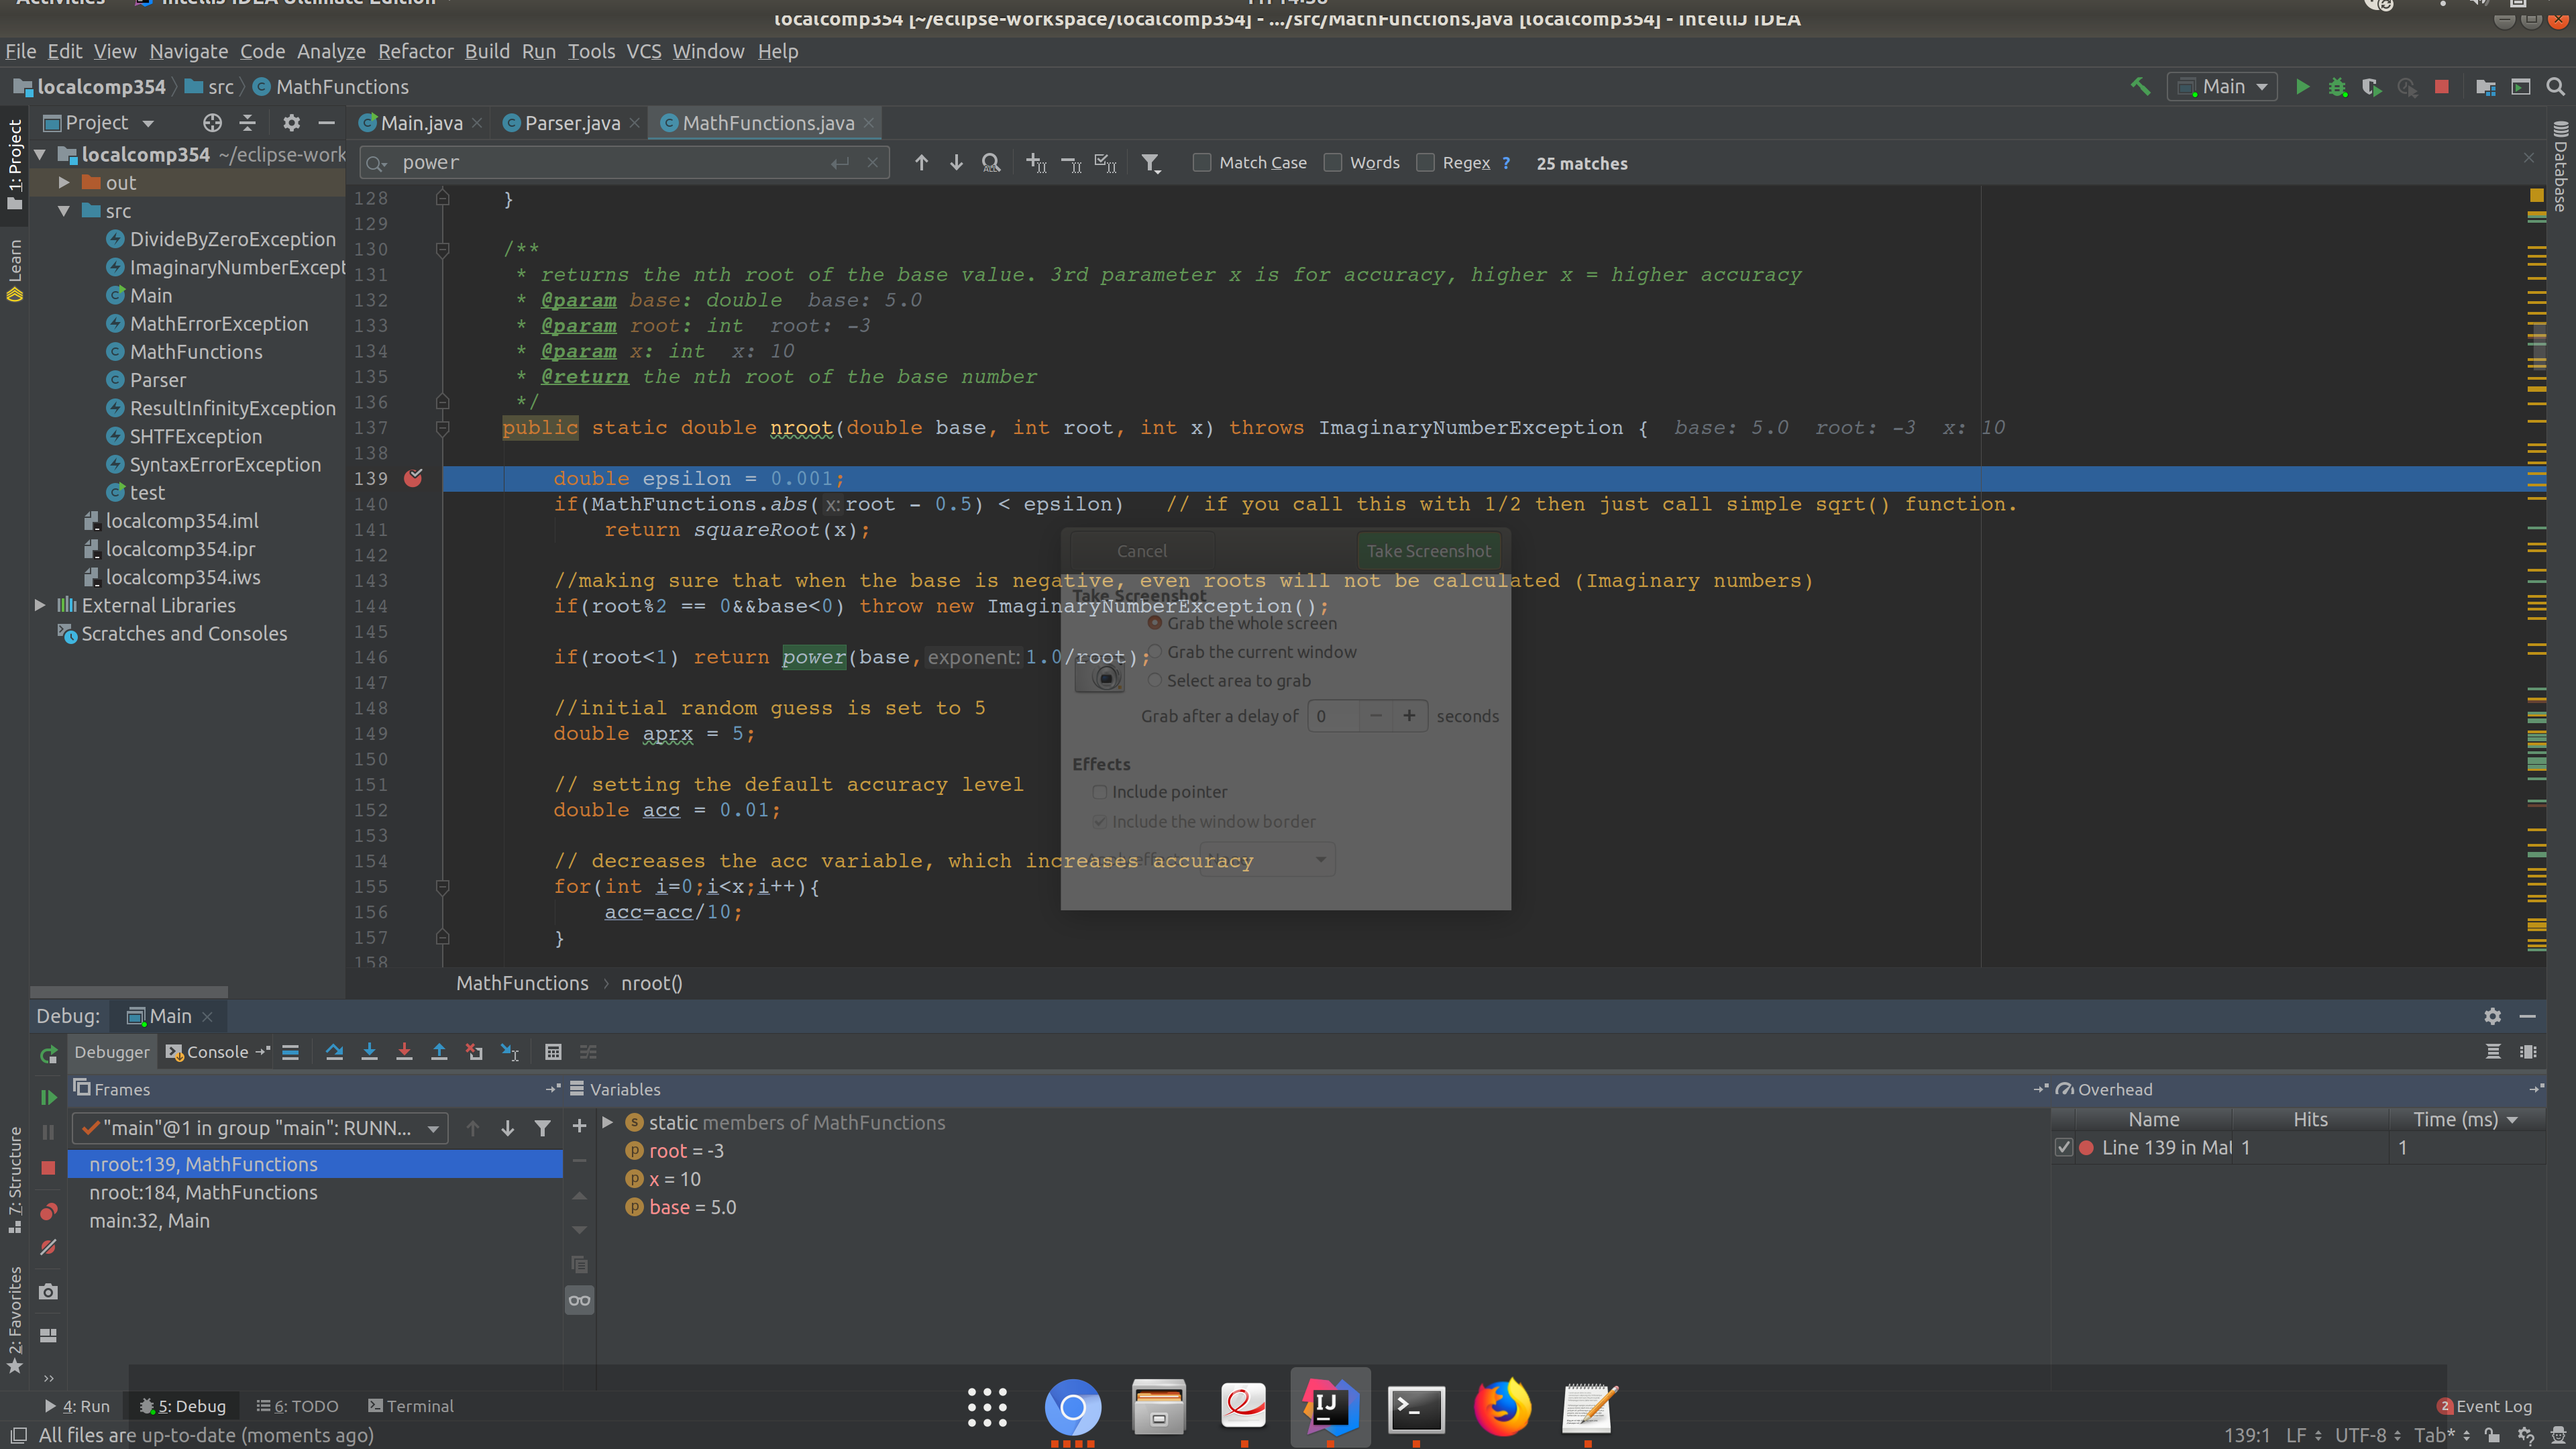 localcomp354 [~/eclipse-workspace/localcomp354] - .../src/MathFunctions.java [localcomp354] - IntelliJ IDEA
File Edit View Navigate Code Analyze Refactor Build Run Tools VCS Window Help
localcomp354 src MathFunctions
Main
Project
Main.java Parser.java MathFunctions.java
power
Match Case Words Regex ? 25 matches
1: Project
Learn
7: Structure
2: Favorites
Database
localcomp354 ~/eclipse-work
out
src
DivideByZeroException
ImaginaryNumberExcept
Main
MathErrorException
MathFunctions
Parser
ResultInfinityException
SHTFException
SyntaxErrorException
test
localcomp354.iml
localcomp354.ipr
localcomp354.iws
External Libraries
Scratches and Consoles
128 }
129
130 /**
131 * returns the nth root of the base value. 3rd parameter x is for accuracy, higher x = higher accuracy
132 * @param base: double base: 5.0
133 * @param root: int root: -3
134 * @param x: int x: 10
135 * @return the nth root of the base number
136 */
137 public static double nroot(double base, int root, int x) throws ImaginaryNumberException { base: 5.0 root: -3 x: 10
138
139 double epsilon = 0.001;
140 if(MathFunctions.abs( x: root - 0.5) < epsilon) // if you call this with 1/2 then just call simple sqrt() function.
141 return squareRoot(x);
142
143 //making sure that when the base is negative, even roots will not be calculated (Imaginary numbers)
144 if(root%2 == 0&&base<0) throw new ImaginaryNumberException();
145
146 if(root<1) return power(base, exponent: 1.0/root);
147
148 //initial random guess is set to 5
149 double aprx = 5;
150
151 // setting the default accuracy level
152 double acc = 0.01;
153
154 // decreases the acc variable, which increases accuracy
155 for(int i=0;i<x;i++){
156 acc=acc/10;
157 }
158
Cancel Take Screenshot
Take Screenshot
Grab the whole screen
Grab the current window
Select area to grab
Grab after a delay of 0 − + seconds
Effects
Include pointer
Include the window border
MathFunctions › nroot()
Debug: Main
Debugger Console
Frames
Variables
Overhead
"main"@1 in group "main": RUNN...
nroot:139, MathFunctions
nroot:184, MathFunctions
main:32, Main
static members of MathFunctions
root = -3
x = 10
base = 5.0
Name Hits Time (ms)
Line 139 in Mat 1 1
4: Run 5: Debug 6: TODO Terminal
2 Event Log
All files are up-to-date (moments ago)
139:1 LF UTF-8 Tab*